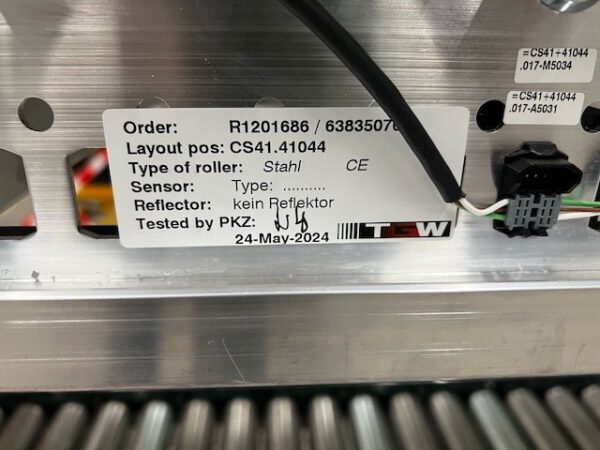 =CS41+41044
.017-M5034
=CS41+41044
.017-A5031
Order: R1201686 / 6383507
Layout pos: CS41.41044
Type of roller: Stahl CE
Sensor: Type: ..........
Reflector: kein Reflektor
Tested by PKZ:
24-May-2024 TGW